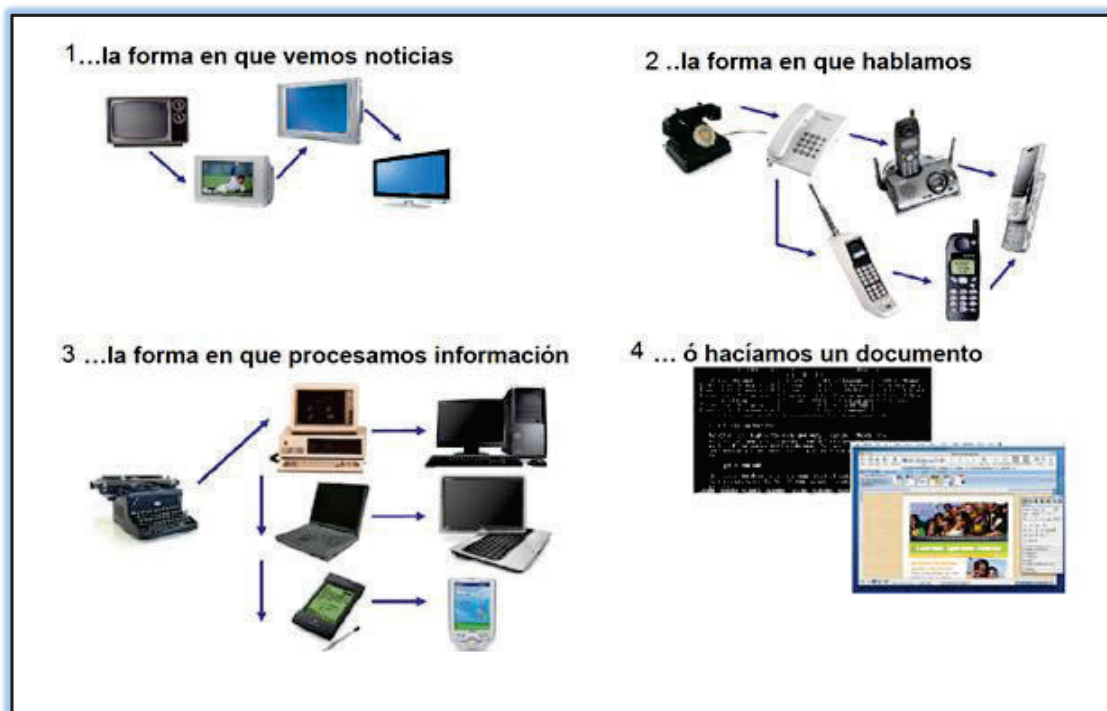 1...la forma en que vemos noticias
2 ..la forma en que hablamos
3 ...la forma en que procesamos información
4 ... ó hacíamos un documento